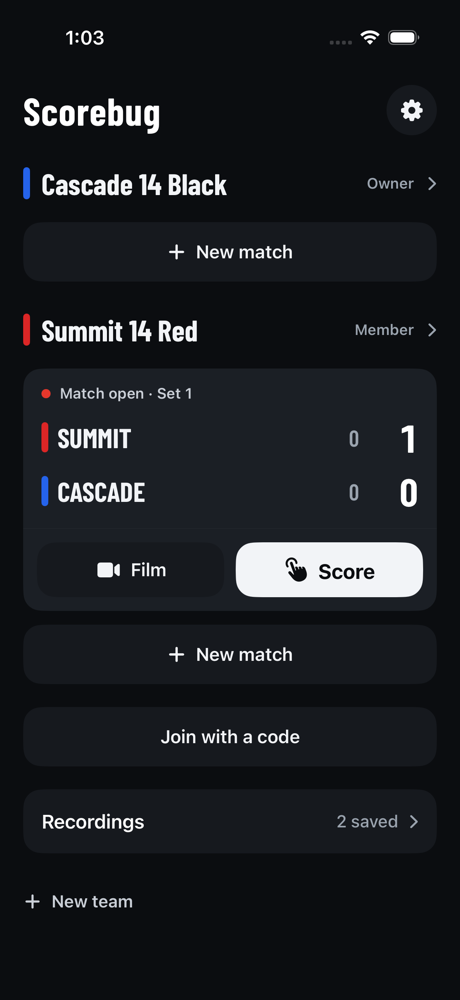 1:03
Scorebug
Cascade 14 Black Owner
New match
Summit 14 Red Member
Match open · Set 1
SUMMIT 0 1
CASCADE 0 0
Film Score
New match
Join with a code
Recordings 2 saved
New team